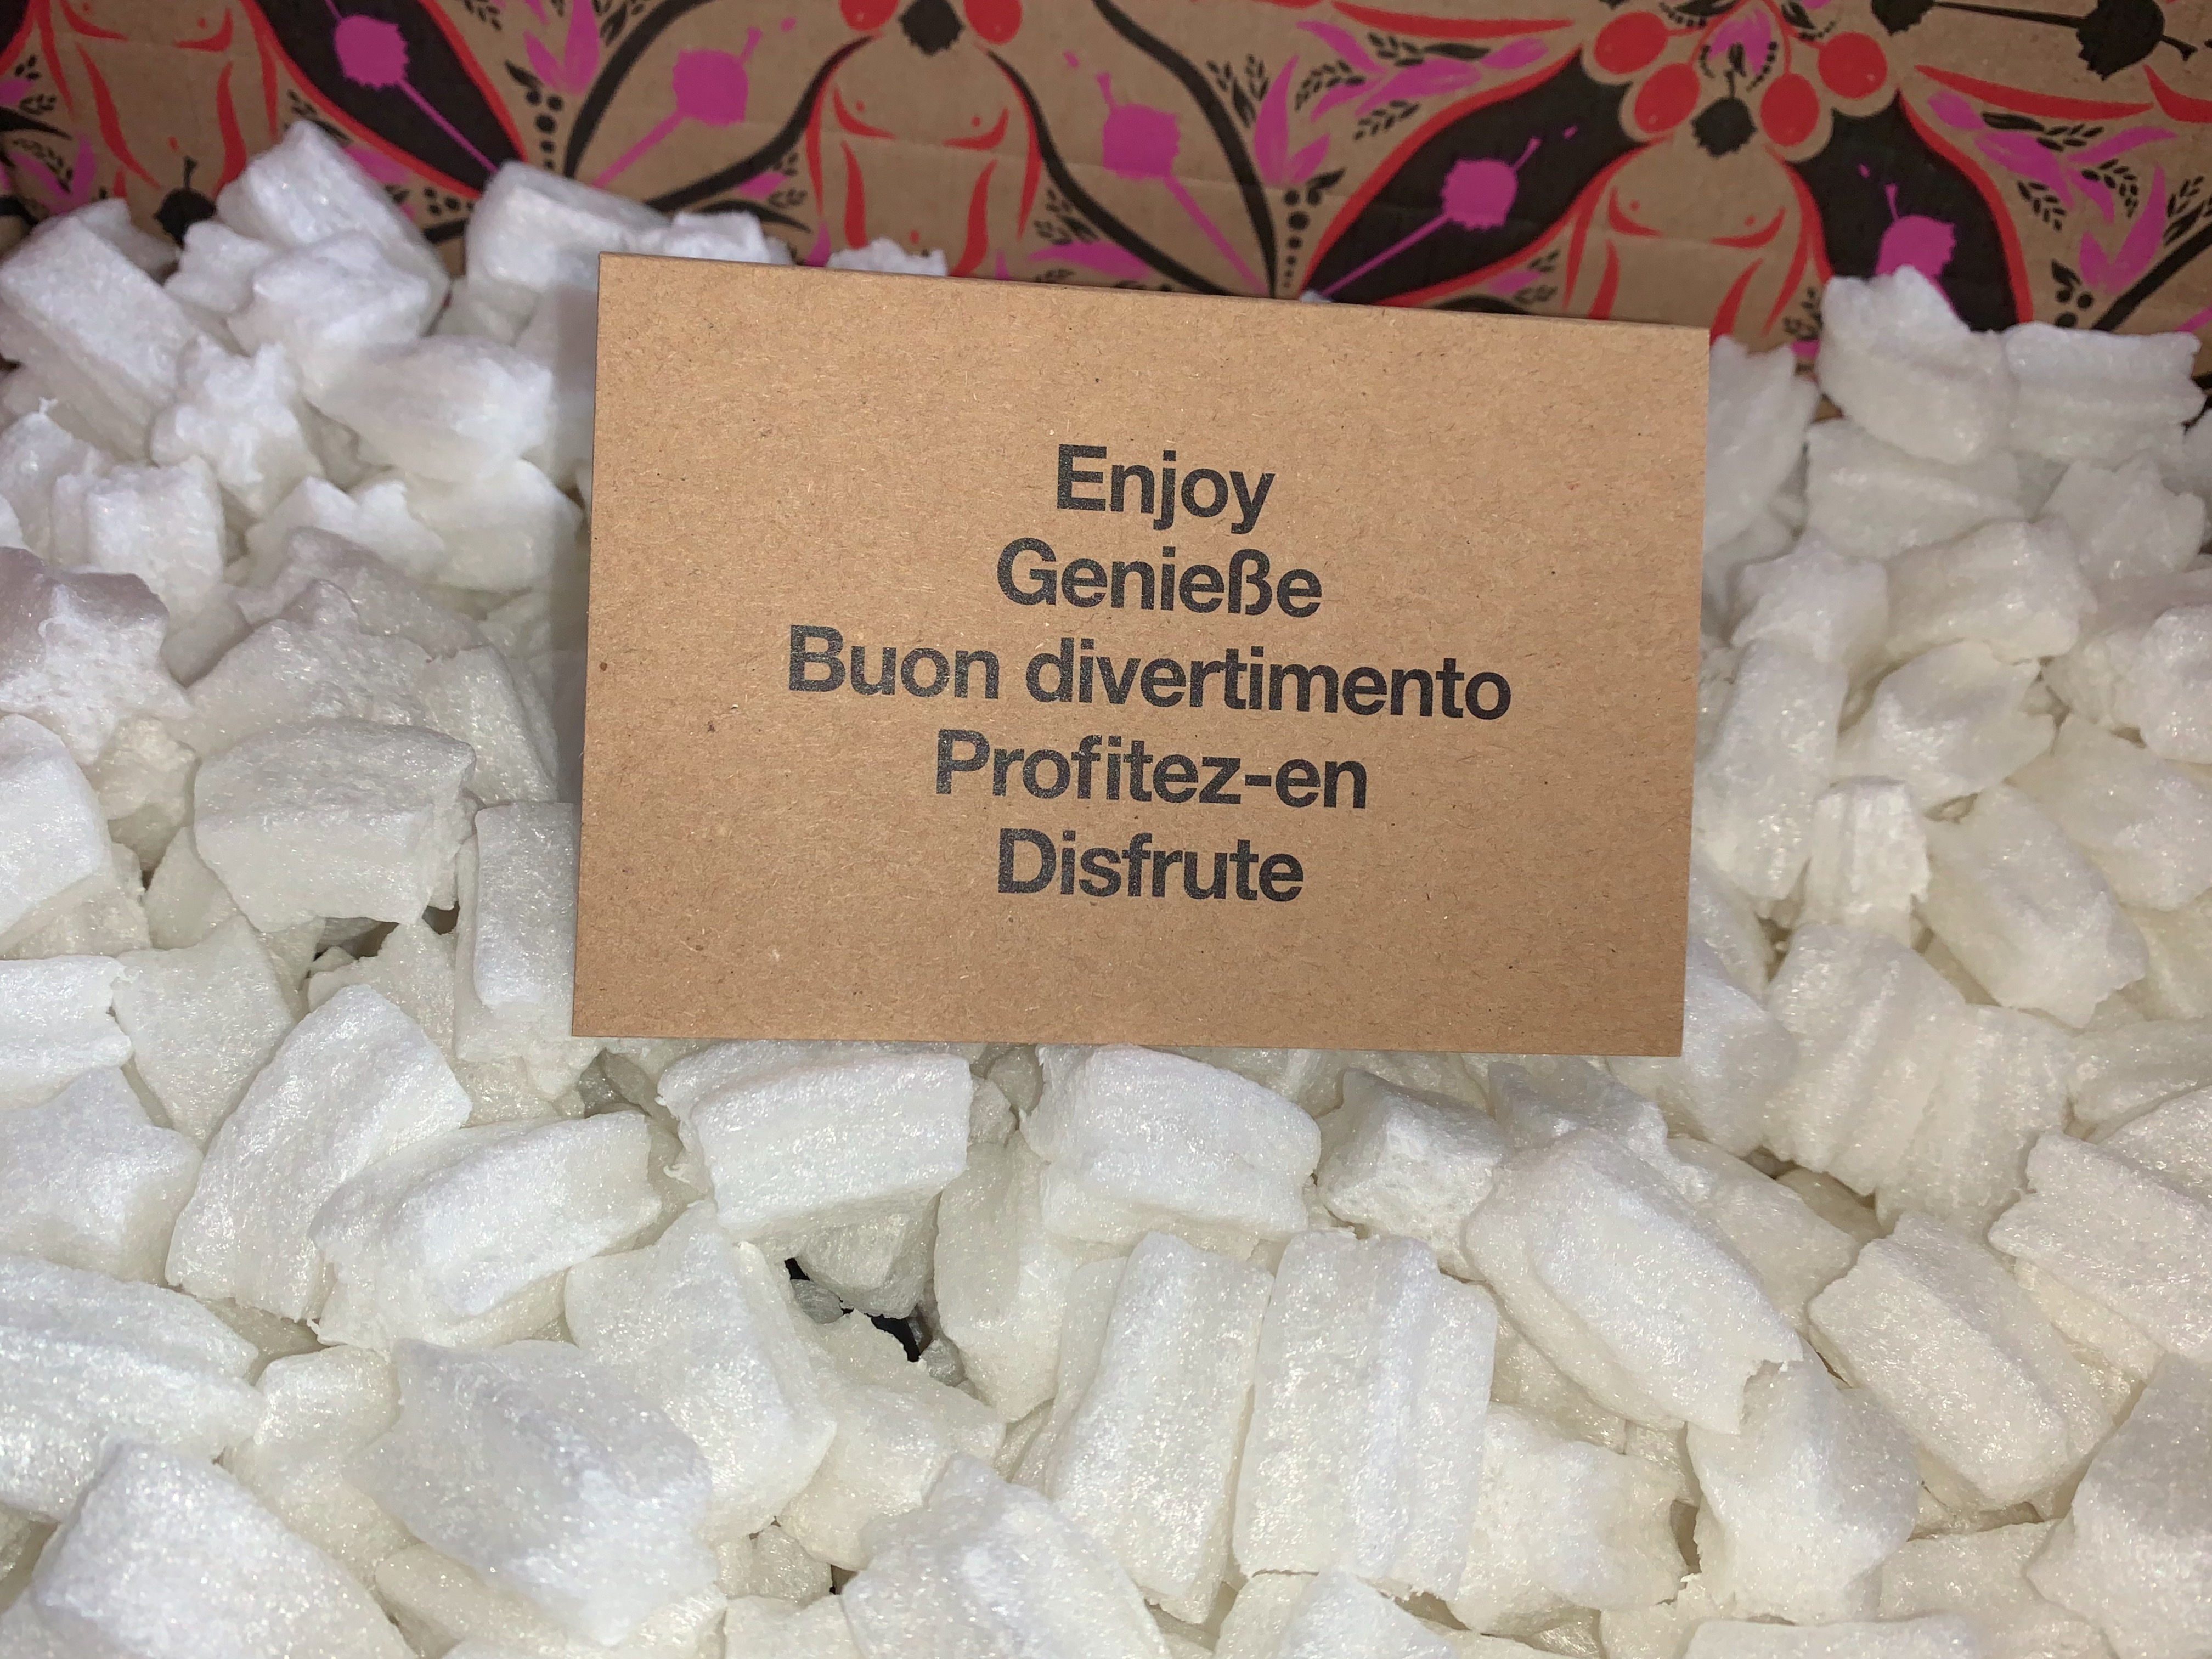 Enjoy
Genieße
Buon divertimento
Profitez-en
Disfrute